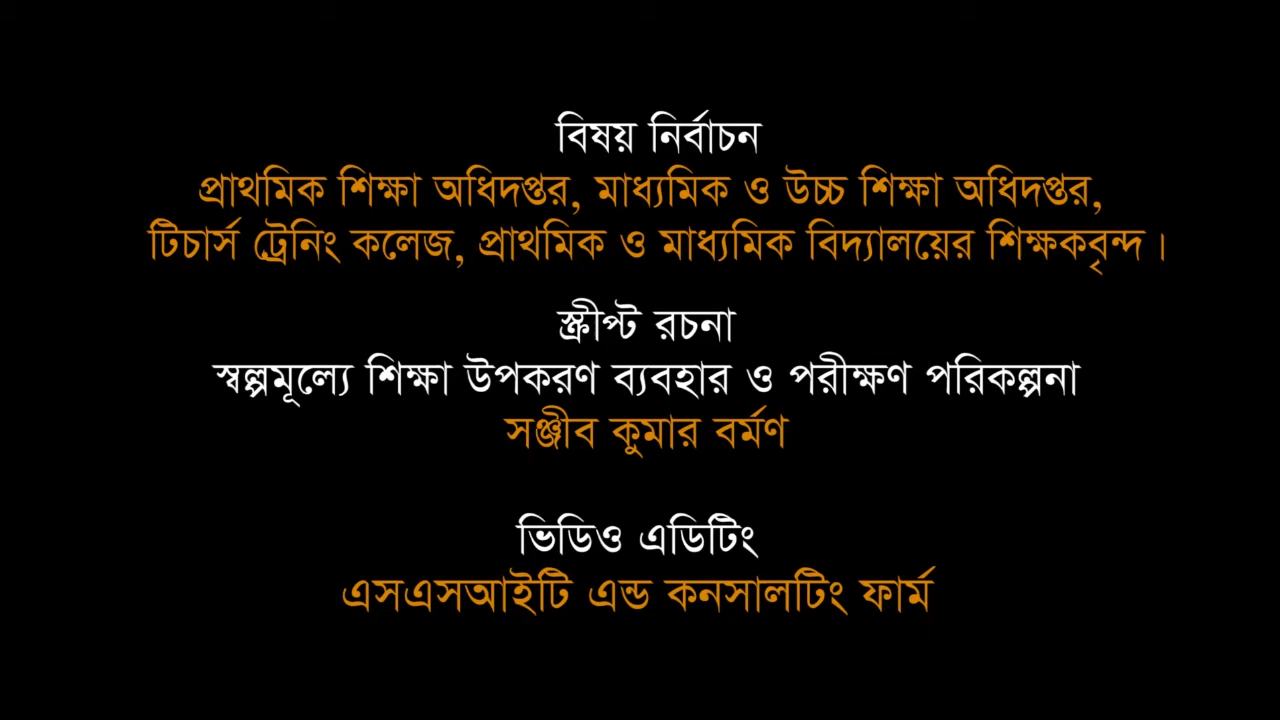 বিষয় নির্বাচন
প্রাথমিক শিক্ষা অধিদপ্তর, মাধ্যমিক ও উচ্চ শিক্ষা অধিদপ্তর,
টিচার্স ট্রেনিং কলেজ, প্রাথমিক ও মাধ্যমিক বিদ্যালয়ের শিক্ষকবৃন্দ।
স্ক্রীপ্ট রচনা
স্বল্পমূল্যে শিক্ষা উপকরণ ব্যবহার ও পরীক্ষণ পরিকল্পনা
সঞ্জীব কুমার বর্মণ
ভিডিও এডিটিং
এসএসআইটি এন্ড কনসালটিং ফার্ম